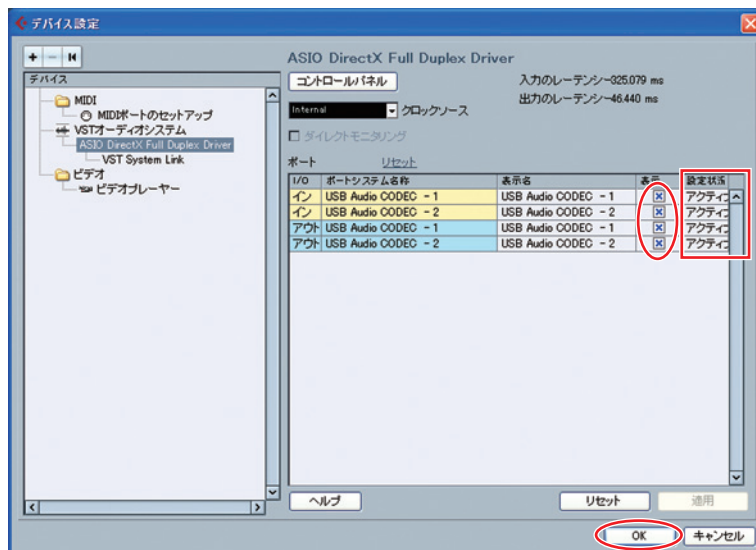 デバイス設定
+ - |◀
デバイス
MIDI
MIDIポートのセットアップ
VSTオーディオシステム
ASIO DirectX Full Duplex Driver
VST System Link
ビデオ
ビデオプレーヤー
ASIO DirectX Full Duplex Driver
コントロールパネル
入力のレーテンシー325.079 ms
出力のレーテンシー46.440 ms
Internal クロックソース
ダイレクトモニタリング
ポート リセット
I/O ポートシステム名称 表示名 表示 設定状況
イン USB Audio CODEC - 1 USB Audio CODEC - 1 アクティブ
イン USB Audio CODEC - 2 USB Audio CODEC - 2 アクティブ
アウト USB Audio CODEC - 1 USB Audio CODEC - 1 アクティブ
アウト USB Audio CODEC - 2 USB Audio CODEC - 2 アクティブ
ヘルプ リセット 適用
OK キャンセル